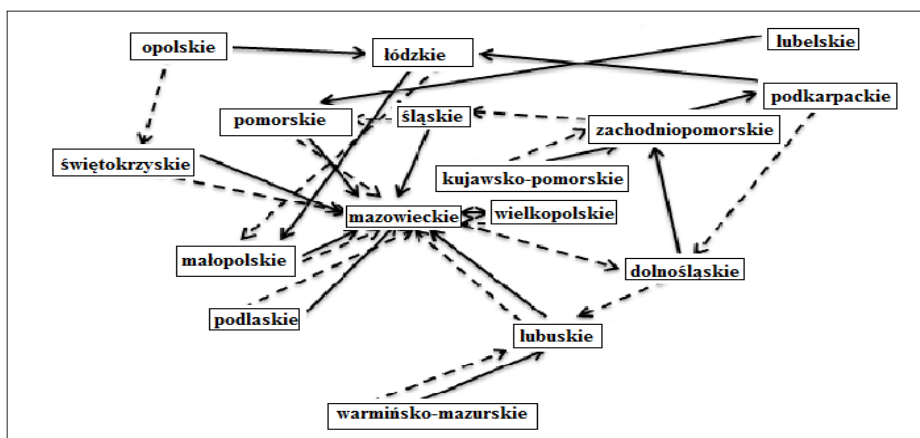 lubelskie
opolskie
łódzkie
podkarpackie
pomorskie
śląskie
zachodniopomorskie
świętokrzyskie
kujawsko-pomorskie
mazowieckie
wielkopolskie
małopolskie
dolnośląskie
podlaskie
lubuskie
warmińsko-mazurskie